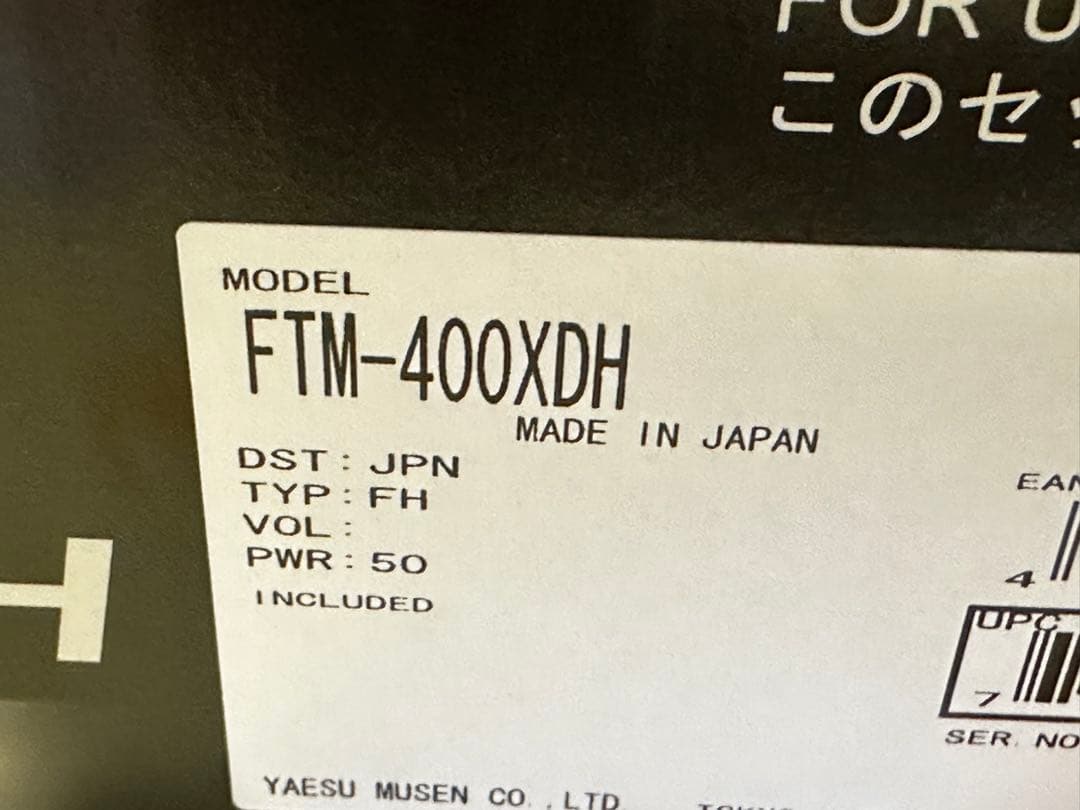 FOR U
このセッ
MODEL
FTM-400XDH
MADE IN JAPAN
DST: JPN
TYP: FH
VOL:
PWR: 50
INCLUDED
EAN
4
UPC
7
SER. NO
YAESU MUSEN CO., LTD.